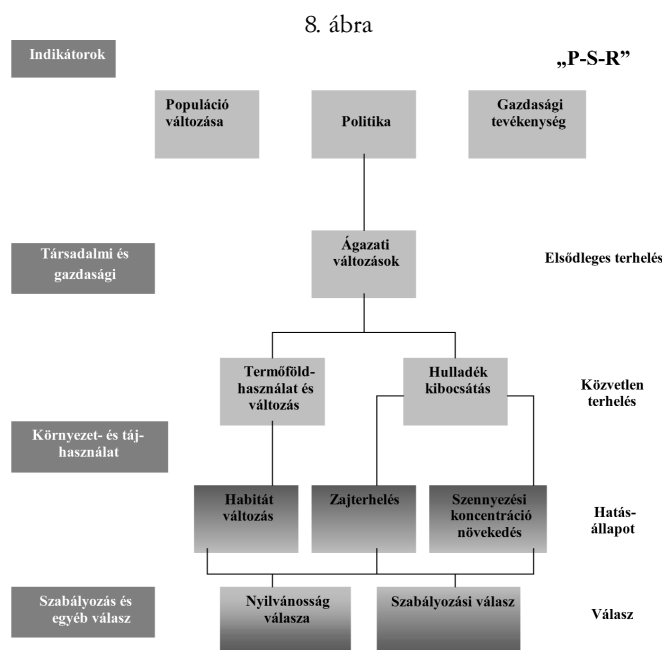 8. ábra
Indikátorok
„P-S-R”
Populáció
változása
Politika
Gazdasági
tevékenység
Társadalmi és
gazdasági
Ágazati
változások
Elsődleges terhelés
Termőföld-
használat és
változás
Hulladék
kibocsátás
Közvetlen
terhelés
Környezet- és táj-
használat
Habitát
változás
Zajterhelés
Szennyezési
koncentráció
növekedés
Hatás-
állapot
Szabályozás és
egyéb válasz
Nyilvánosság
válasza
Szabályozási válasz
Válasz